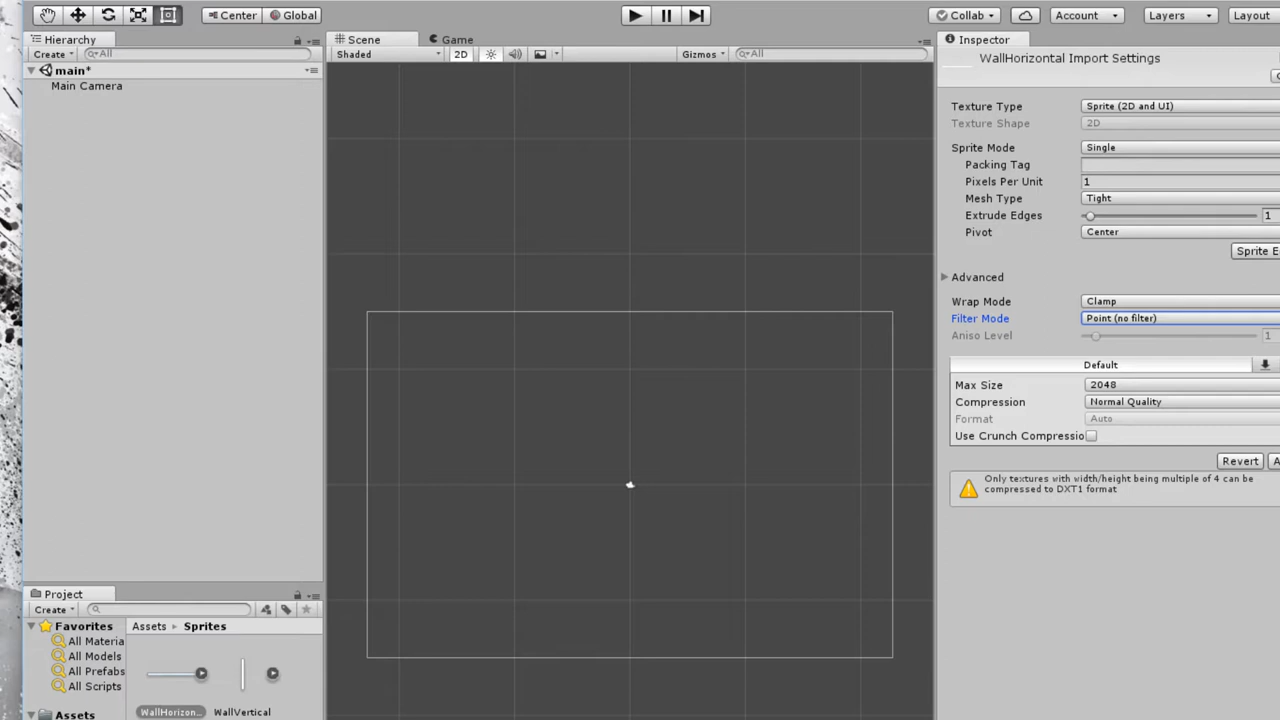 Center Global Collab Account Layers Layout
Hierarchy
Create All
main*
Main Camera
Scene Game
Shaded 2D Gizmos All
Inspector
WallHorizontal Import Settings
Texture Type Sprite (2D and UI)
Texture Shape 2D
Sprite Mode Single
Packing Tag
Pixels Per Unit 1
Mesh Type Tight
Extrude Edges 1
Pivot Center
Sprite E
Advanced
Wrap Mode Clamp
Filter Mode Point (no filter)
Aniso Level 1
Default
Max Size 2048
Compression Normal Quality
Format Auto
Use Crunch Compressio
Revert A
Only textures with width/height being multiple of 4 can be
compressed to DXT1 format
Project
Create
Favorites
All Materia
All Models
All Prefabs
All Scripts
Assets
Assets Sprites
WallHorizon... WallVertical